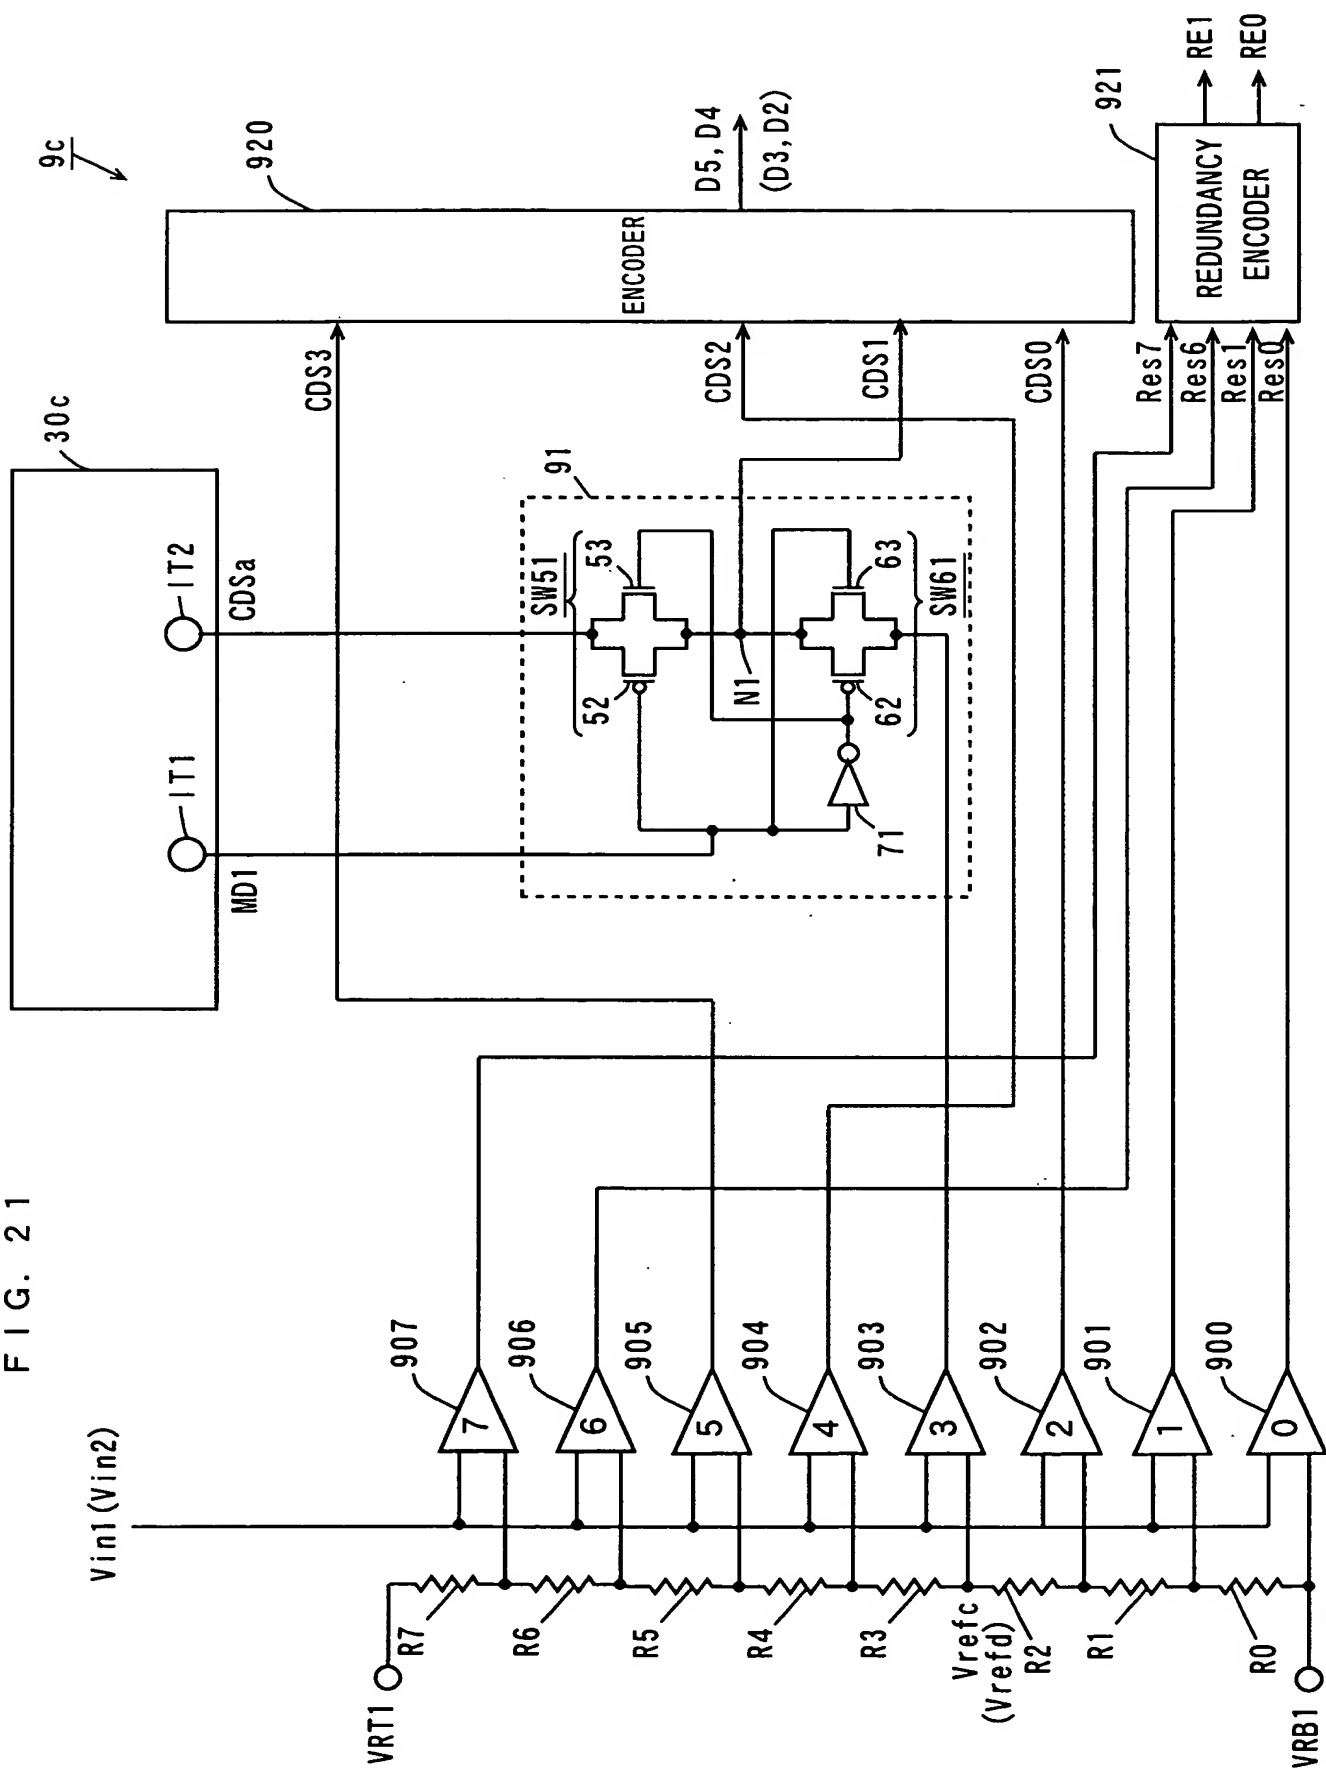 FIG. 21
9c
30c
IT1
IT2
MD1
CDSa
920
ENCODER
D5, D4
(D3, D2)
921
REDUNDANCY
ENCODER
RE1
RE0
CDS3
CDS2
CDS1
CDS0
Res7
Res6
Res1
Res0
91
SW51
52
53
N1
SW61
62
63
71
Vin1(Vin2)
907
7
906
6
905
5
904
4
903
3
902
2
901
1
900
0
VRT1
R7
R6
R5
R4
R3
Vrefc
(Vrefd)
R2
R1
R0
VRB1